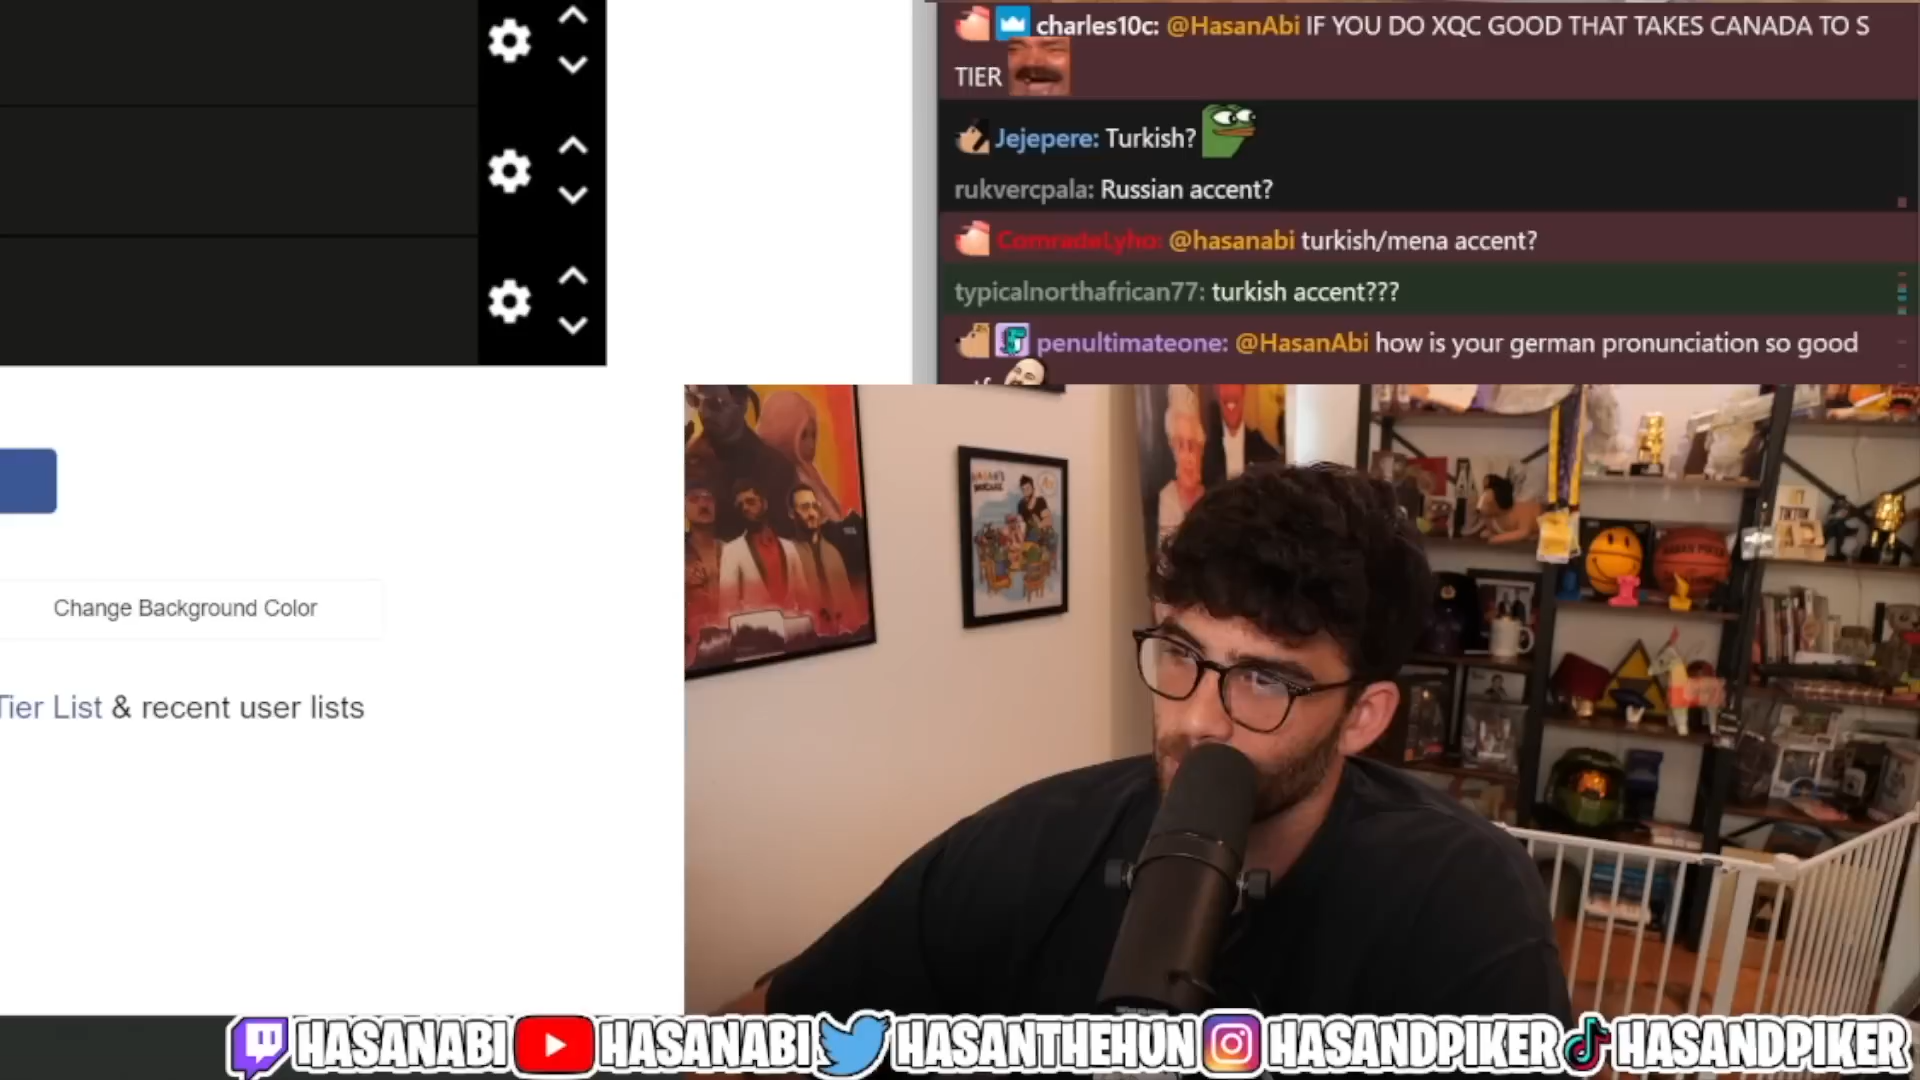 charles10c: @HasanAbi IF YOU DO XQC GOOD THAT TAKES CANADA TO S
TIER
Jejepere: Turkish?
rukvercpala: Russian accent?
ComradeLyho: @hasanabi turkish/mena accent?
typicalnorthafrican77: turkish accent???
penultimateone: @HasanAbi how is your german pronunciation so good
Change Background Color
Tier List & recent user lists
HASANABI HASANABI HASANTHEHUN HASANDPIKER HASANDPIKER